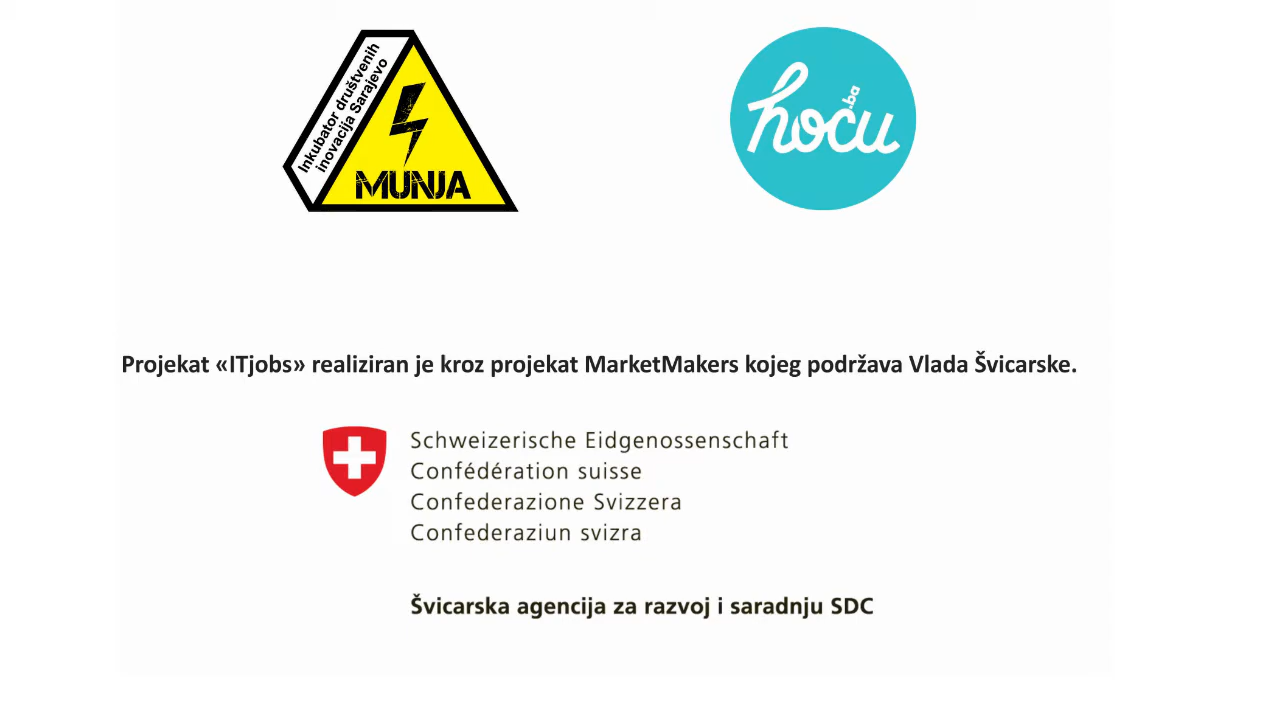 Inkubator društvenih
inovacija Sarajevo
MUNJA
hoću
.ba
Projekat «ITjobs» realiziran je kroz projekat MarketMakers kojeg podržava Vlada Švicarske.
Schweizerische Eidgenossenschaft
Confédération suisse
Confederazione Svizzera
Confederaziun svizra
Švicarska agencija za razvoj i saradnju SDC